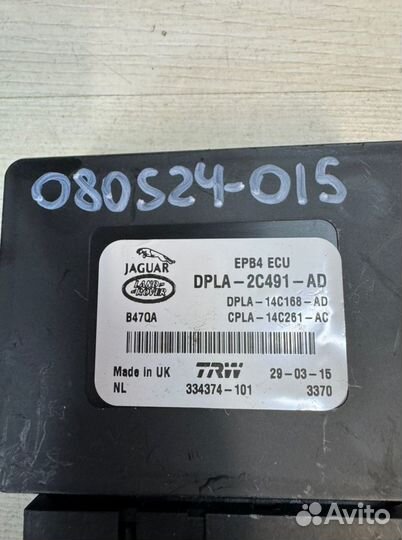 080524-015
EPB4 ECU
JAGUAR
DPLA-2C491-AD
LAND-ROVER
DPLA-14C168-AD
B47QA
CPLA-14C261-AC
Made in UK
TRW
29-03-15
NL
334374-101
3370
Avito